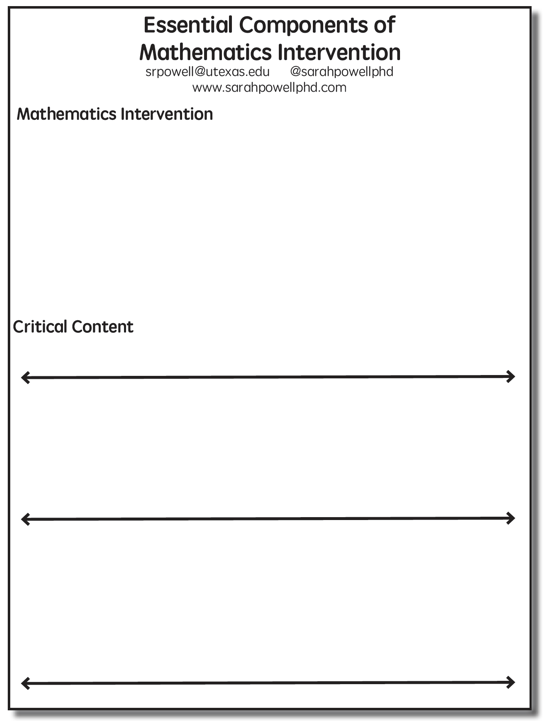 Essential Components of
Mathematics Intervention
srpowell@utexas.edu @sarahpowellphd
www.sarahpowellphd.com
Mathematics Intervention
Critical Content